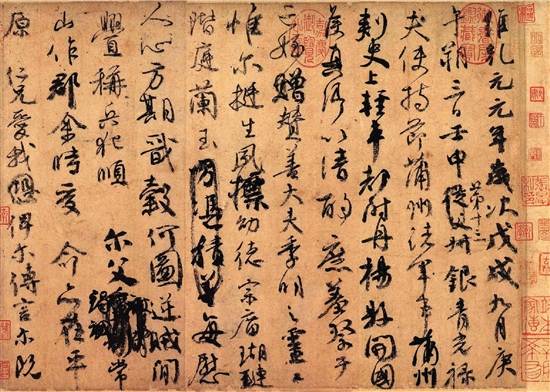 維乾元元年歲次戊戌九月庚
午朔三日壬申第十三從父叔銀青光祿
夫使持節蒲州諸軍事蒲州
刺史上輕車都尉丹楊縣開國
侯真卿以清酌庶羞祭于
亡姪贈贊善大夫季明之靈曰
惟爾挺生夙標幼德宗廟瑚璉
階庭蘭玉方憑積善每慰
人心方期戩穀何圖逆賊閒
釁稱兵犯順爾父常
山作郡余時受命亦在平
原仁兄愛我恐俾爾傳言爾既